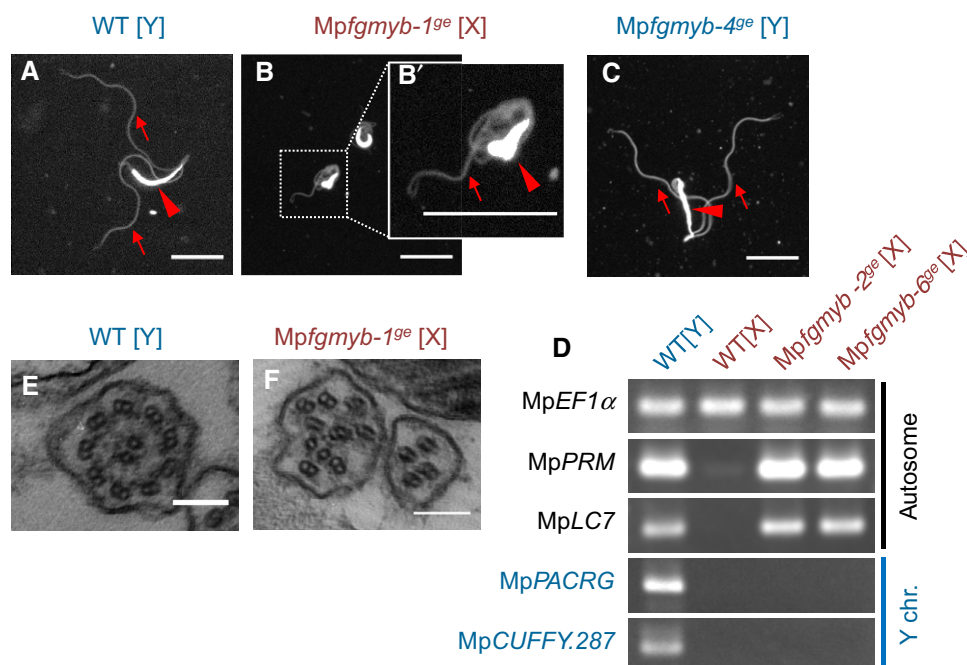 WT [Y]
Mpfgmyb-1ge [X]
Mpfgmyb-4ge [Y]
A
B
B′
C
WT [Y]
Mpfgmyb-1ge [X]
E
F
D
WT[Y]
WT[X]
Mpfgmyb -2ge [X]
Mpfgmyb-6ge [X]
MpEF1α
MpPRM
MpLC7
MpPACRG
MpCUFFY.287
Autosome
Y chr.